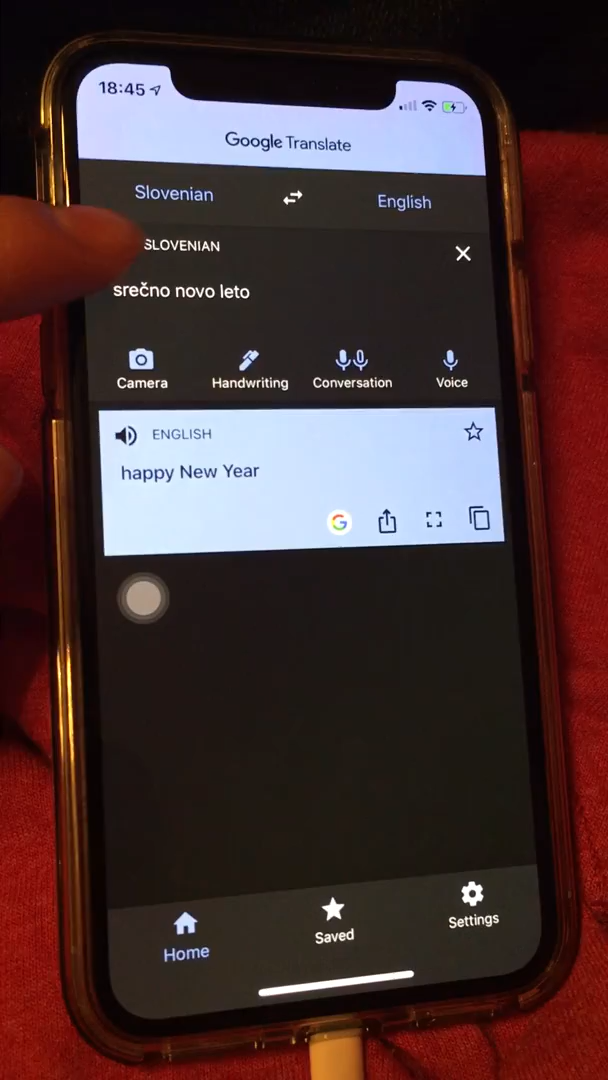 18:45
Google Translate
Slovenian
English
SLOVENIAN
srečno novo leto
Camera
Handwriting
Conversation
Voice
ENGLISH
happy New Year
G
Home
Saved
Settings